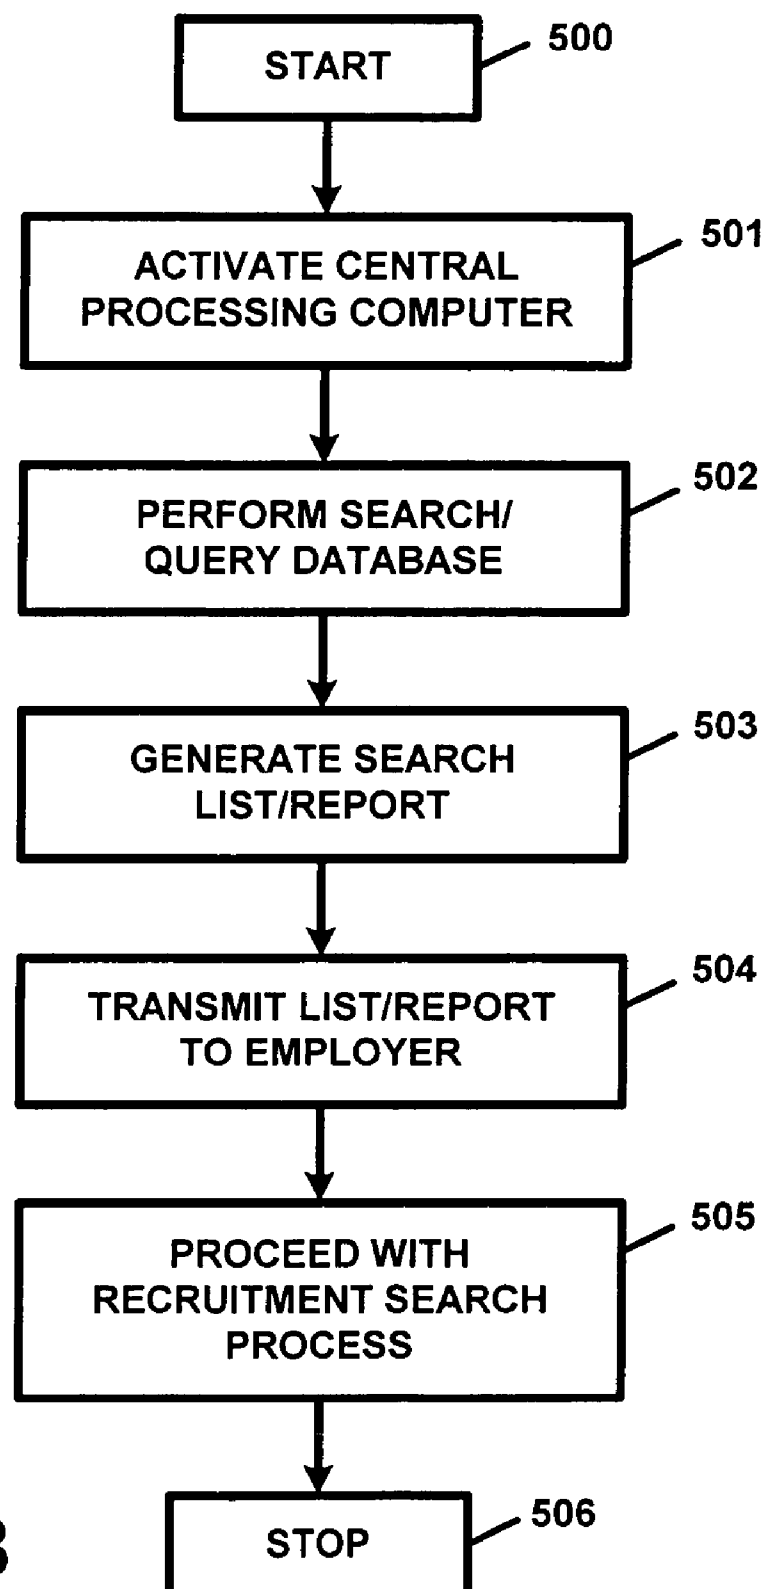 START
500
ACTIVATE CENTRAL
PROCESSING COMPUTER
501
PERFORM SEARCH/
QUERY DATABASE
502
GENERATE SEARCH
LIST/REPORT
503
TRANSMIT LIST/REPORT
TO EMPLOYER
504
PROCEED WITH
RECRUITMENT SEARCH
PROCESS
505
STOP
506